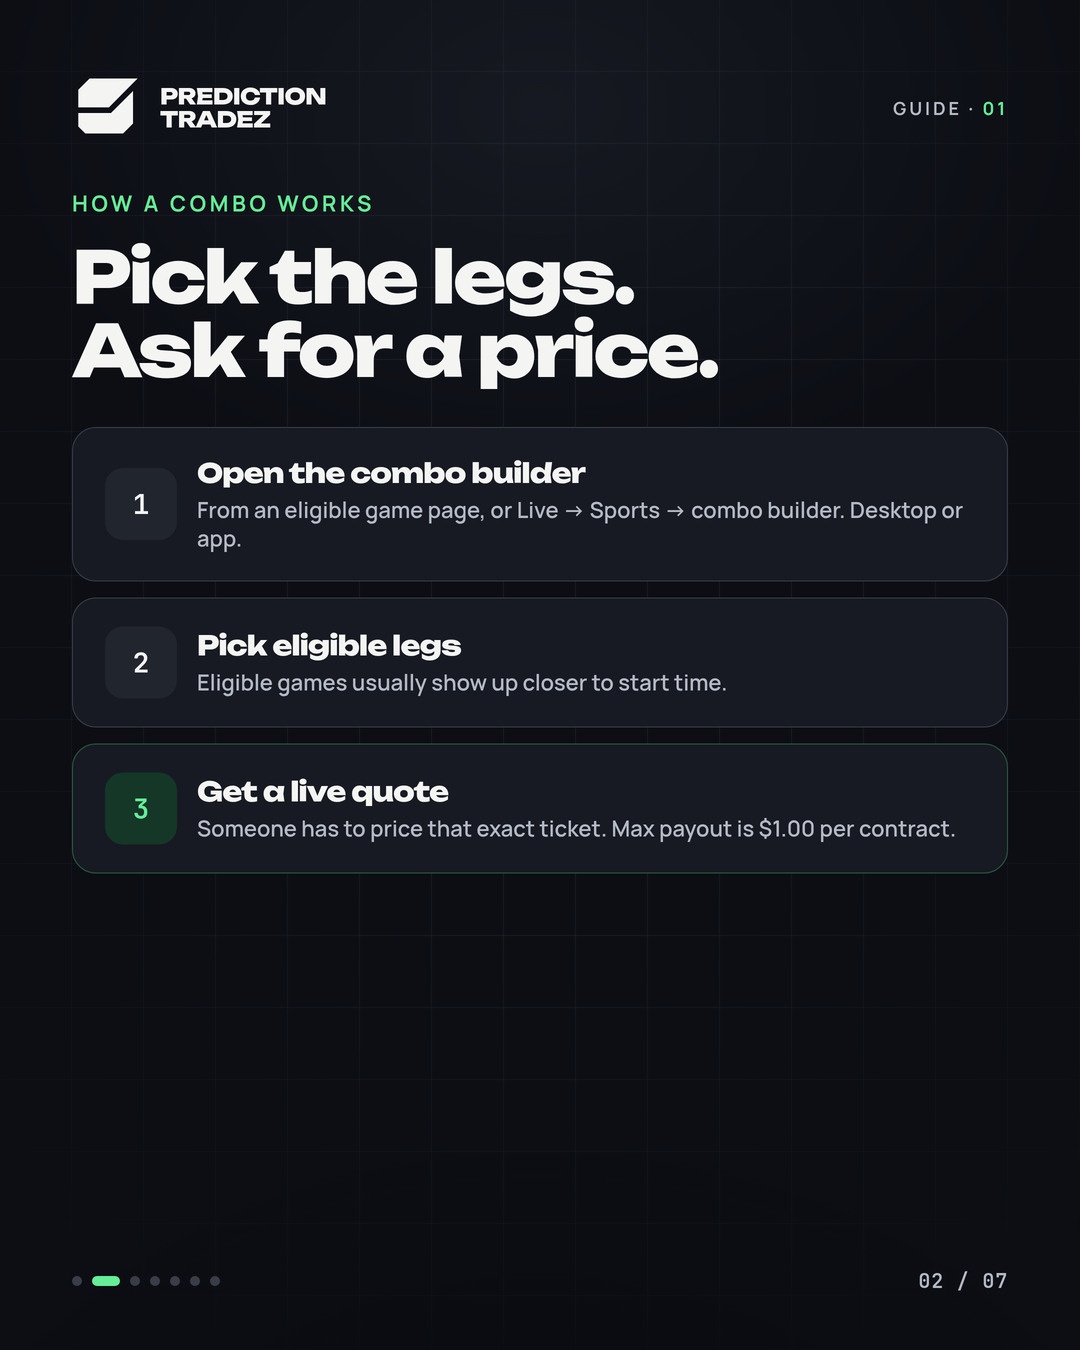 PREDICTION
TRADEZ
GUIDE · 01
HOW A COMBO WORKS
Pick the legs.
Ask for a price.
1
Open the combo builder
From an eligible game page, or Live → Sports → combo builder. Desktop or
app.
2
Pick eligible legs
Eligible games usually show up closer to start time.
3
Get a live quote
Someone has to price that exact ticket. Max payout is $1.00 per contract.
02 / 07